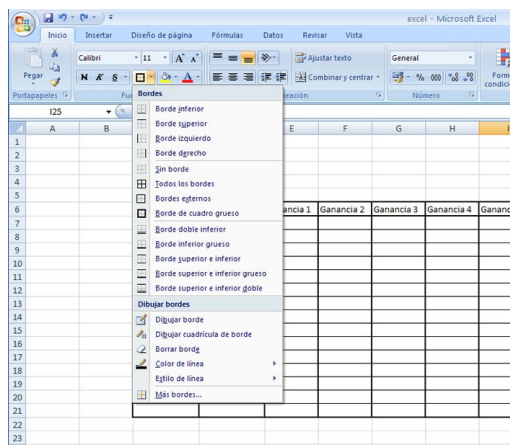 excel - Microsoft Excel
Inicio Insertar Diseño de página Fórmulas Datos Revisar Vista
Calibri 11 A A Ajustar texto General
Pegar N K S A Combinar y centrar % 000
Portapapeles Número
I25
Bordes
Borde inferior
Borde superior
Borde izquierdo
Borde derecho
Sin borde
Todos los bordes
Bordes externos
Borde de cuadro grueso
Borde doble inferior
Borde inferior grueso
Borde superior e inferior
Borde superior e inferior grueso
Borde superior e inferior doble
Dibujar bordes
Dibujar borde
Dibujar cuadrícula de borde
Borrar borde
Color de línea
Estilo de línea
Más bordes...
A B E F G H
1
2
3
4
5
6 Ganancia 2 Ganancia 3 Ganancia 4
7
8
9
10
11
12
13
14
15
16
17
18
19
20
21
22
23